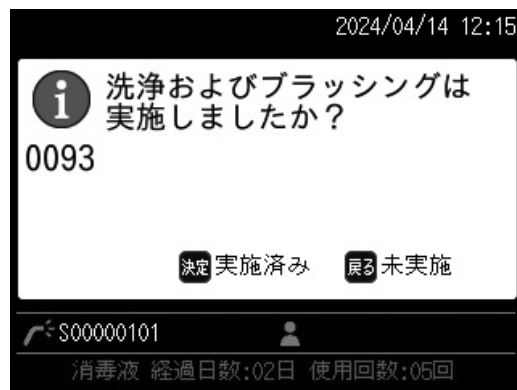 2024/04/14 12:15
i 洗浄およびブラッシングは
実施しましたか？
0093
決定 実施済み 戻る 未実施
S00000101
消毒液 経過日数:02日 使用回数:05回